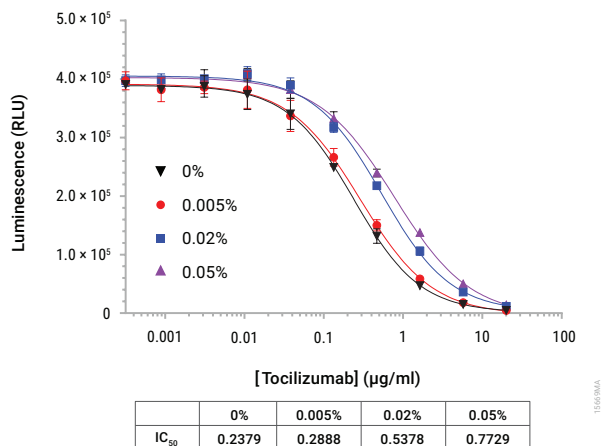 5.0 × 10⁵
4.0 × 10⁵
3.0 × 10⁵
2.0 × 10⁵
1.0 × 10⁵
0
Luminescence (RLU)
0%
0.005%
0.02%
0.05%
0.001 0.01 0.1 1 10 100
[Tocilizumab] (µg/ml)
15669MA
0% 0.005% 0.02% 0.05%
IC₅₀ 0.2379 0.2888 0.5378 0.7729